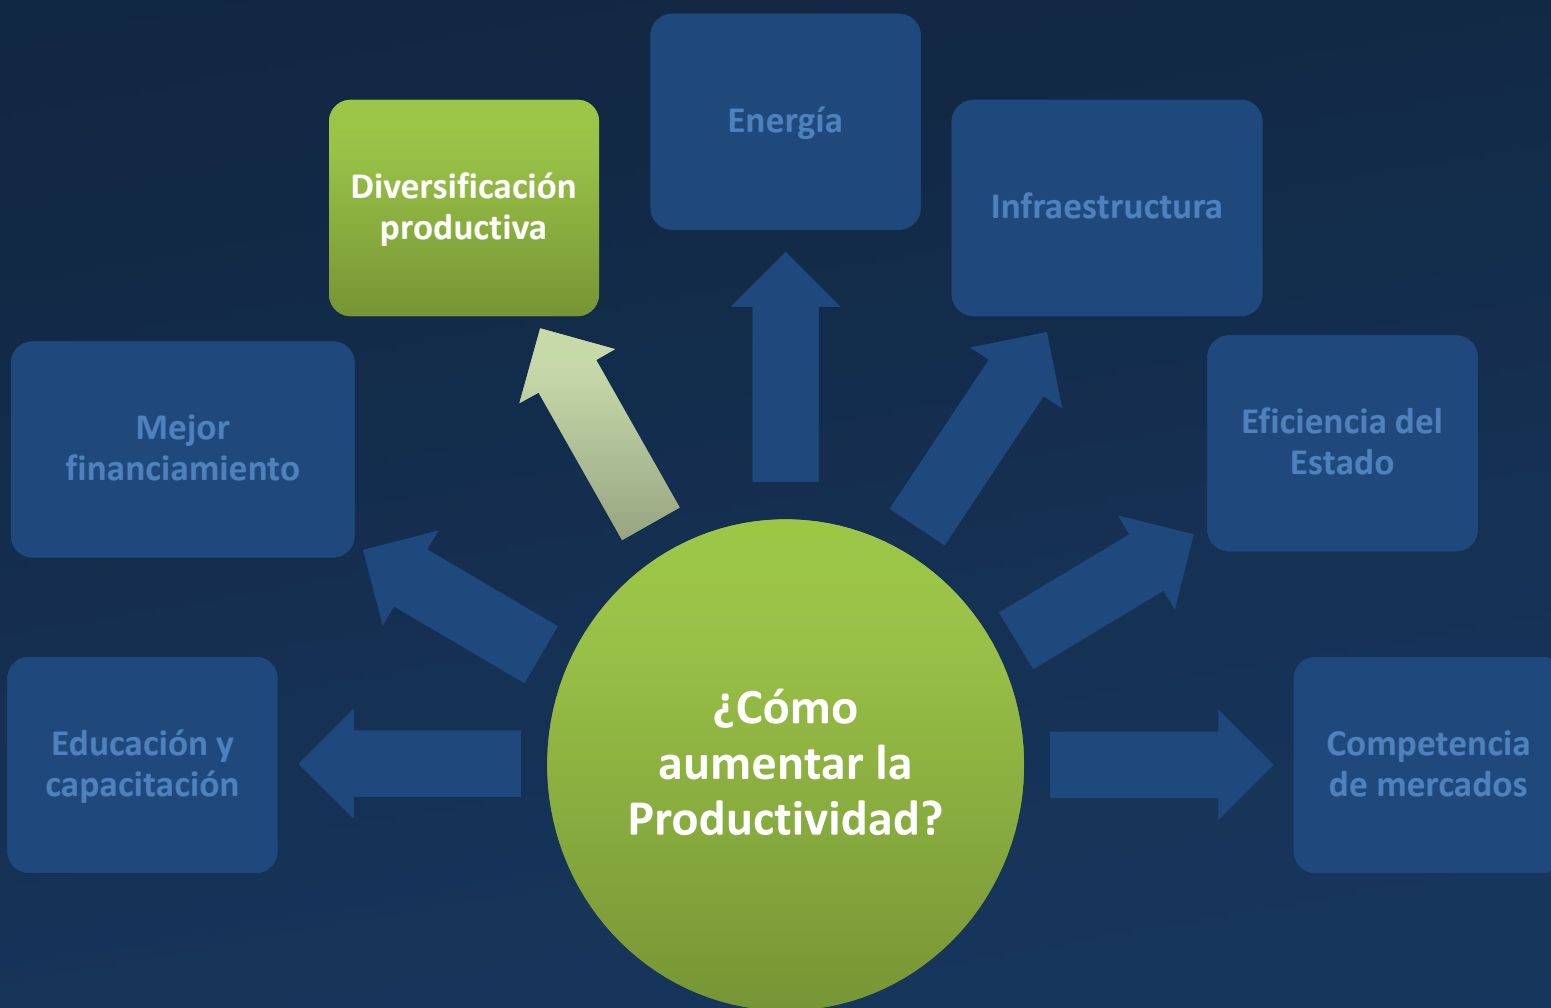 Energía
Diversificación
productiva
Infraestructura
Mejor
financiamiento
Eficiencia del
Estado
Educación y
capacitación
¿Cómo
aumentar la
Productividad?
Competencia
de mercados